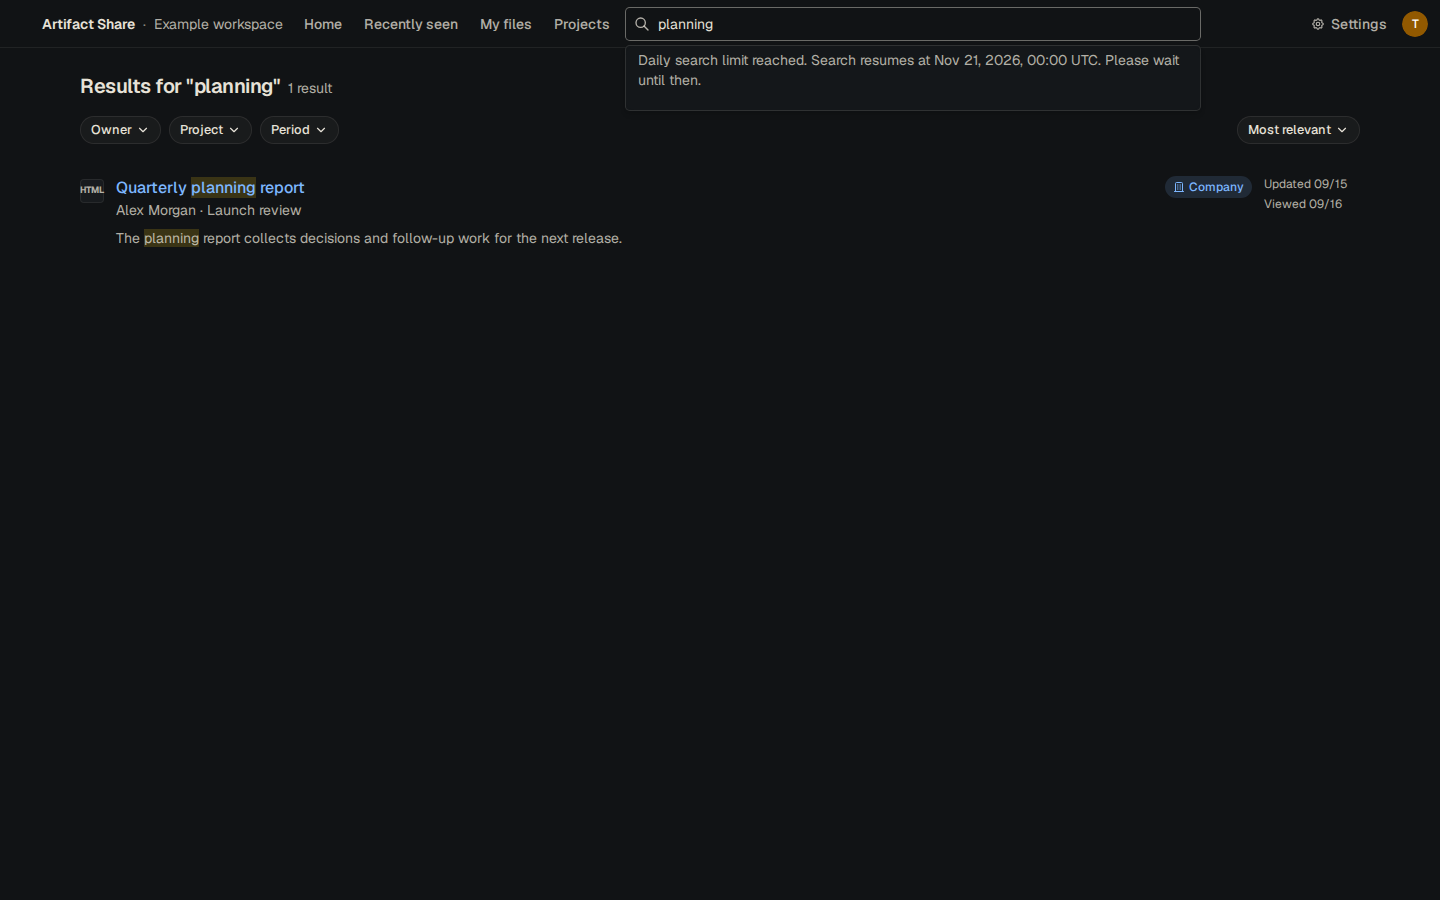 Artifact Share · Example workspace Home Recently seen My files Projects planning Settings T
Daily search limit reached. Search resumes at Nov 21, 2026, 00:00 UTC. Please wait
until then.
Results for "planning" 1 result
Owner Project Period Most relevant
HTML Quarterly planning report Company Updated 09/15
Alex Morgan · Launch review Viewed 09/16
The planning report collects decisions and follow-up work for the next release.